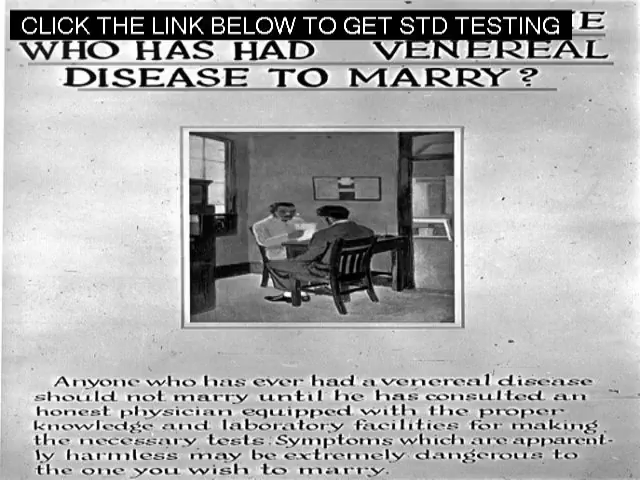 CLICK THE LINK BELOW TO GET STD TESTING
WHO HAS HAD VENEREAL
DISEASE TO MARRY?
Anyone who has ever had a venereal disease
should not marry until he has consulted an
honest physician equipped with the proper
knowledge and laboratory facilities for making
the necessary tests. Symptoms which are apparent-
ly harmless may be extremely dangerous to
the one you wish to marry.